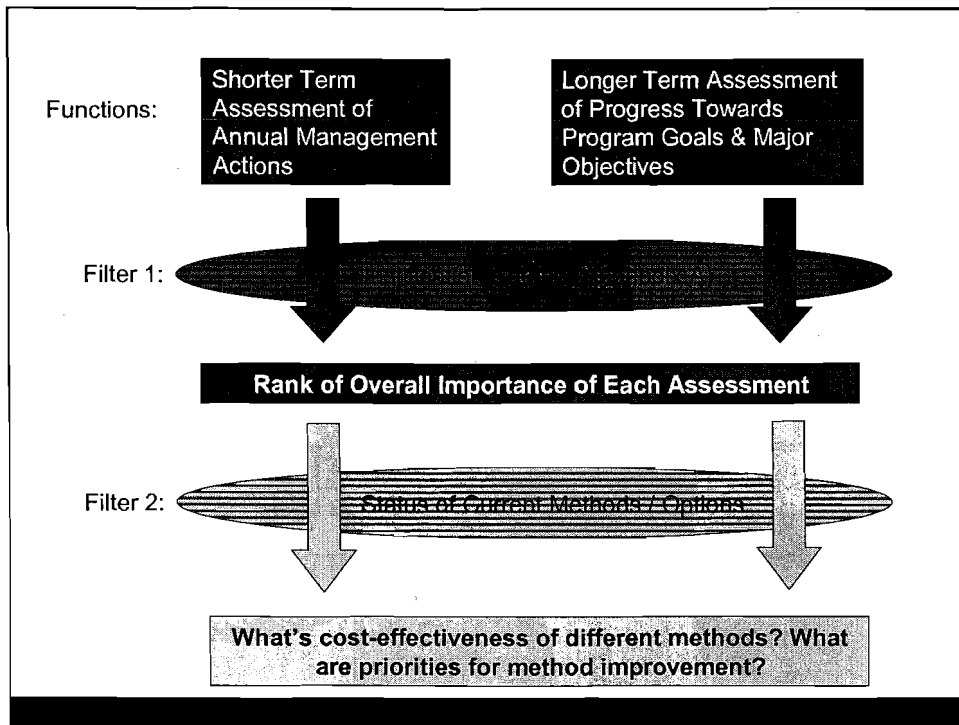 Functions:
Shorter Term
Assessment of
Annual Management
Actions
Longer Term Assessment
of Progress Towards
Program Goals & Major
Objectives
Filter 1:
Rank of Overall Importance of Each Assessment
Filter 2:
Status of Current Methods / Options
What's cost-effectiveness of different methods? What
are priorities for method improvement?